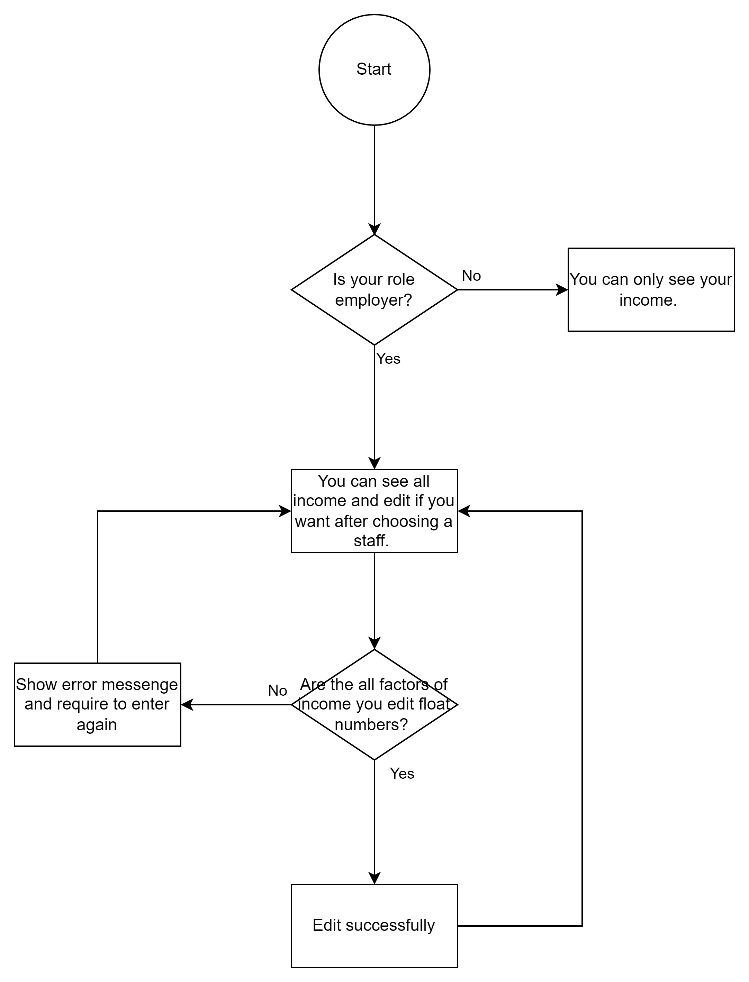 Start
Is your role
employer?
No
You can only see your
income.
Yes
You can see all
income and edit if you
want after choosing a
staff.
Are the all factors of
income you edit float
numbers?
No
Show error messenge
and require to enter
again
Yes
Edit successfully